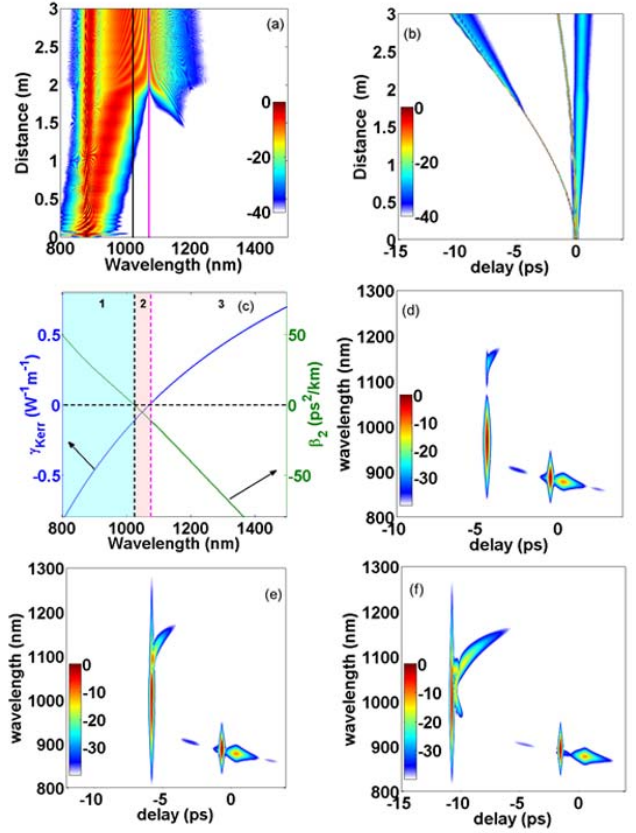 (a)
3
2.5
2
1.5
1
0.5
0
Distance (m)
0
-20
-40
800 1000 1200 1400
Wavelength (nm)
(b)
3
2.5
2
1.5
1
0.5
0
Distance (m)
0
-10
-20
-30
-40
-15 -10 -5 0
delay (ps)
1 2 3 (c)
0.5
0
-0.5
γKerr (W-1m-1)
50
0
-50
β2 (ps2/km)
800 1000 1200 1400
Wavelength (nm)
(d)
1300
1200
1100
1000
900
800
wavelength (nm)
0
-10
-20
-30
-10 -5 0
delay (ps)
(e)
1300
1200
1100
1000
900
800
wavelength (nm)
0
-10
-20
-30
-10 -5 0
delay (ps)
(f)
1300
1200
1100
1000
900
800
wavelength (nm)
0
-10
-20
-30
-15 -10 -5 0
delay (ps)